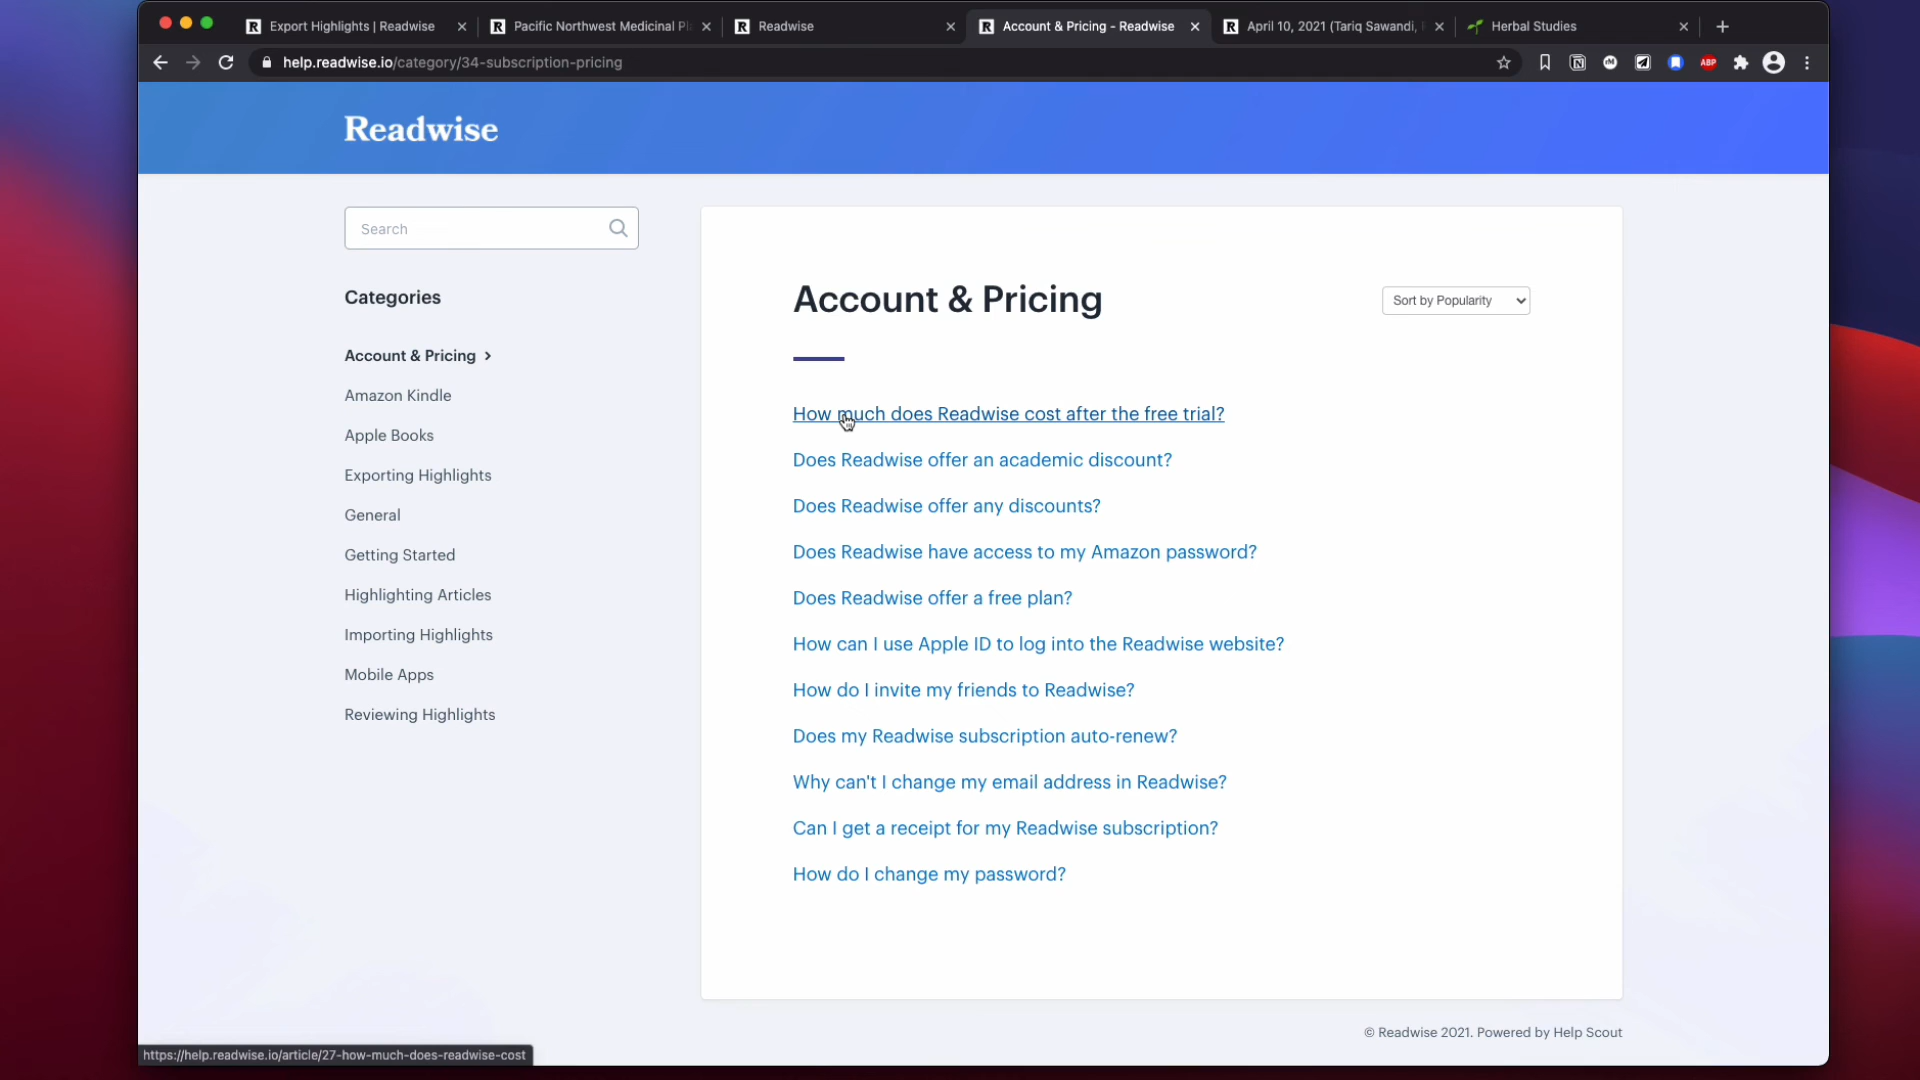 Export Highlights | Readwise
Pacific Northwest Medicinal Pl
Readwise
Account & Pricing - Readwise
April 10, 2021 (Tariq Sawandi,
Herbal Studies
help.readwise.io/category/34-subscription-pricing
ABP
Readwise
Search
Categories
Account & Pricing
Amazon Kindle
Apple Books
Exporting Highlights
General
Getting Started
Highlighting Articles
Importing Highlights
Mobile Apps
Reviewing Highlights
Account & Pricing
Sort by Popularity
How much does Readwise cost after the free trial?
Does Readwise offer an academic discount?
Does Readwise offer any discounts?
Does Readwise have access to my Amazon password?
Does Readwise offer a free plan?
How can I use Apple ID to log into the Readwise website?
How do I invite my friends to Readwise?
Does my Readwise subscription auto-renew?
Why can't I change my email address in Readwise?
Can I get a receipt for my Readwise subscription?
How do I change my password?
© Readwise 2021. Powered by Help Scout
https://help.readwise.io/article/27-how-much-does-readwise-cost